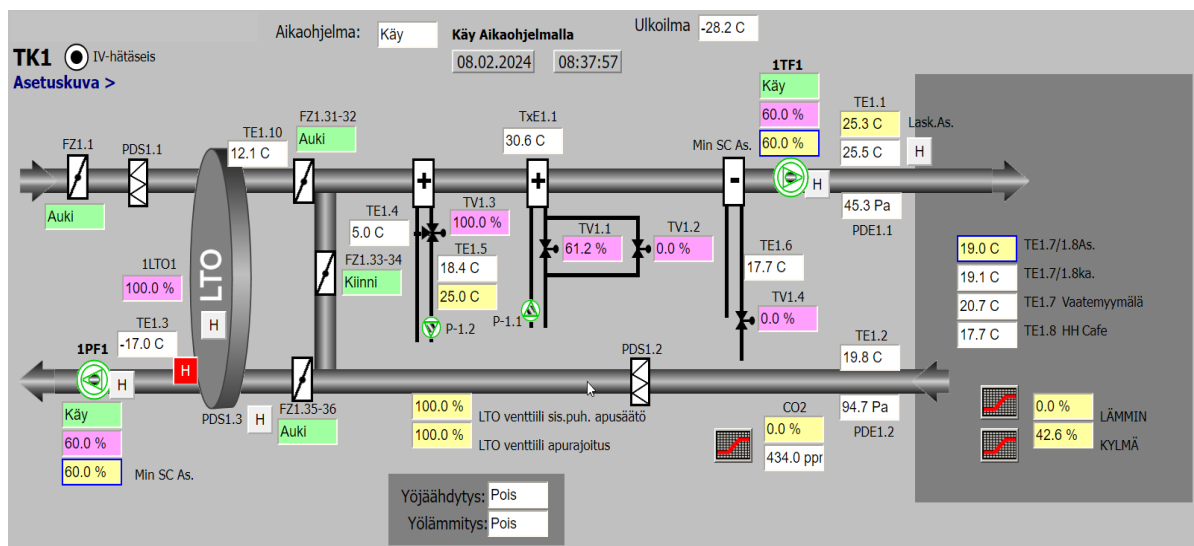 Aikaohjelma: Käy Käy Aikaohjelmalla Ulkoilma -28.2 C
TK1 IV-hätäseis
08.02.2024 08:37:57
Asetuskuva >
1TF1
Käy
60.0 %
Min SC As. 60.0 %
H
TE1.1
25.3 C Lask.As.
25.5 C H
45.3 Pa
PDE1.1
FZ1.1
Auki
PDS1.1
TE1.10
12.1 C
FZ1.31-32
Auki
TxE1.1
30.6 C
+
+
-
TE1.4
5.0 C
TV1.3
100.0 %
TE1.5
18.4 C
25.0 C
P-1.2
P-1.1
TV1.1
61.2 %
TV1.2
0.0 %
TE1.6
17.7 C
TV1.4
0.0 %
FZ1.33-34
Kiinni
1LTO1
100.0 %
LTO
H
TE1.3
-17.0 C
H
1PF1
H
Käy
60.0 %
60.0 % Min SC As.
PDS1.3 H
FZ1.35-36
Auki
PDS1.2
100.0 % LTO venttiili sis.puh. apusäätö
100.0 % LTO venttiili apurajoitus
TE1.2
19.8 C
94.7 Pa
PDE1.2
CO2
0.0 %
434.0 ppr
19.0 C TE1.7/1.8As.
19.1 C TE1.7/1.8ka.
20.7 C TE1.7 Vaatemyymälä
17.7 C TE1.8 HH Cafe
0.0 % LÄMMIN
42.6 % KYLMÄ
Yöjäähdytys: Pois
Yölämmitys: Pois